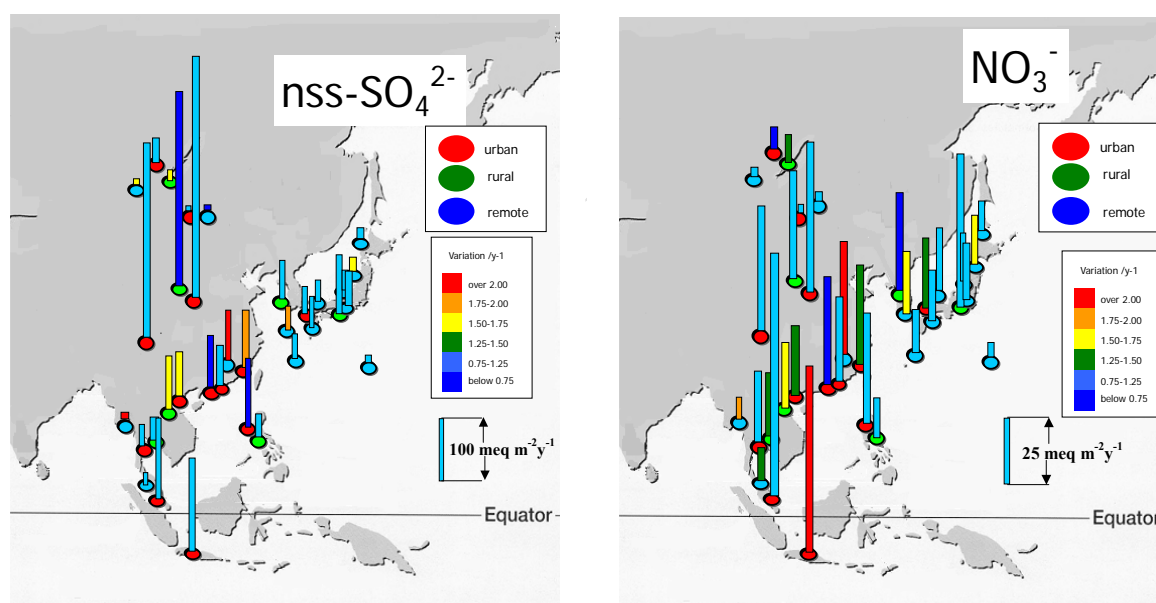 nss-SO₄²⁻
urban
rural
remote
Variation /y-1
over 2.00
1.75-2.00
1.50-1.75
1.25-1.50
0.75-1.25
below 0.75
100 meq m⁻²y⁻¹
Equator
NO₃⁻
urban
rural
remote
Variation /y-1
over 2.00
1.75-2.00
1.50-1.75
1.25-1.50
0.75-1.25
below 0.75
25 meq m⁻²y⁻¹
Equator